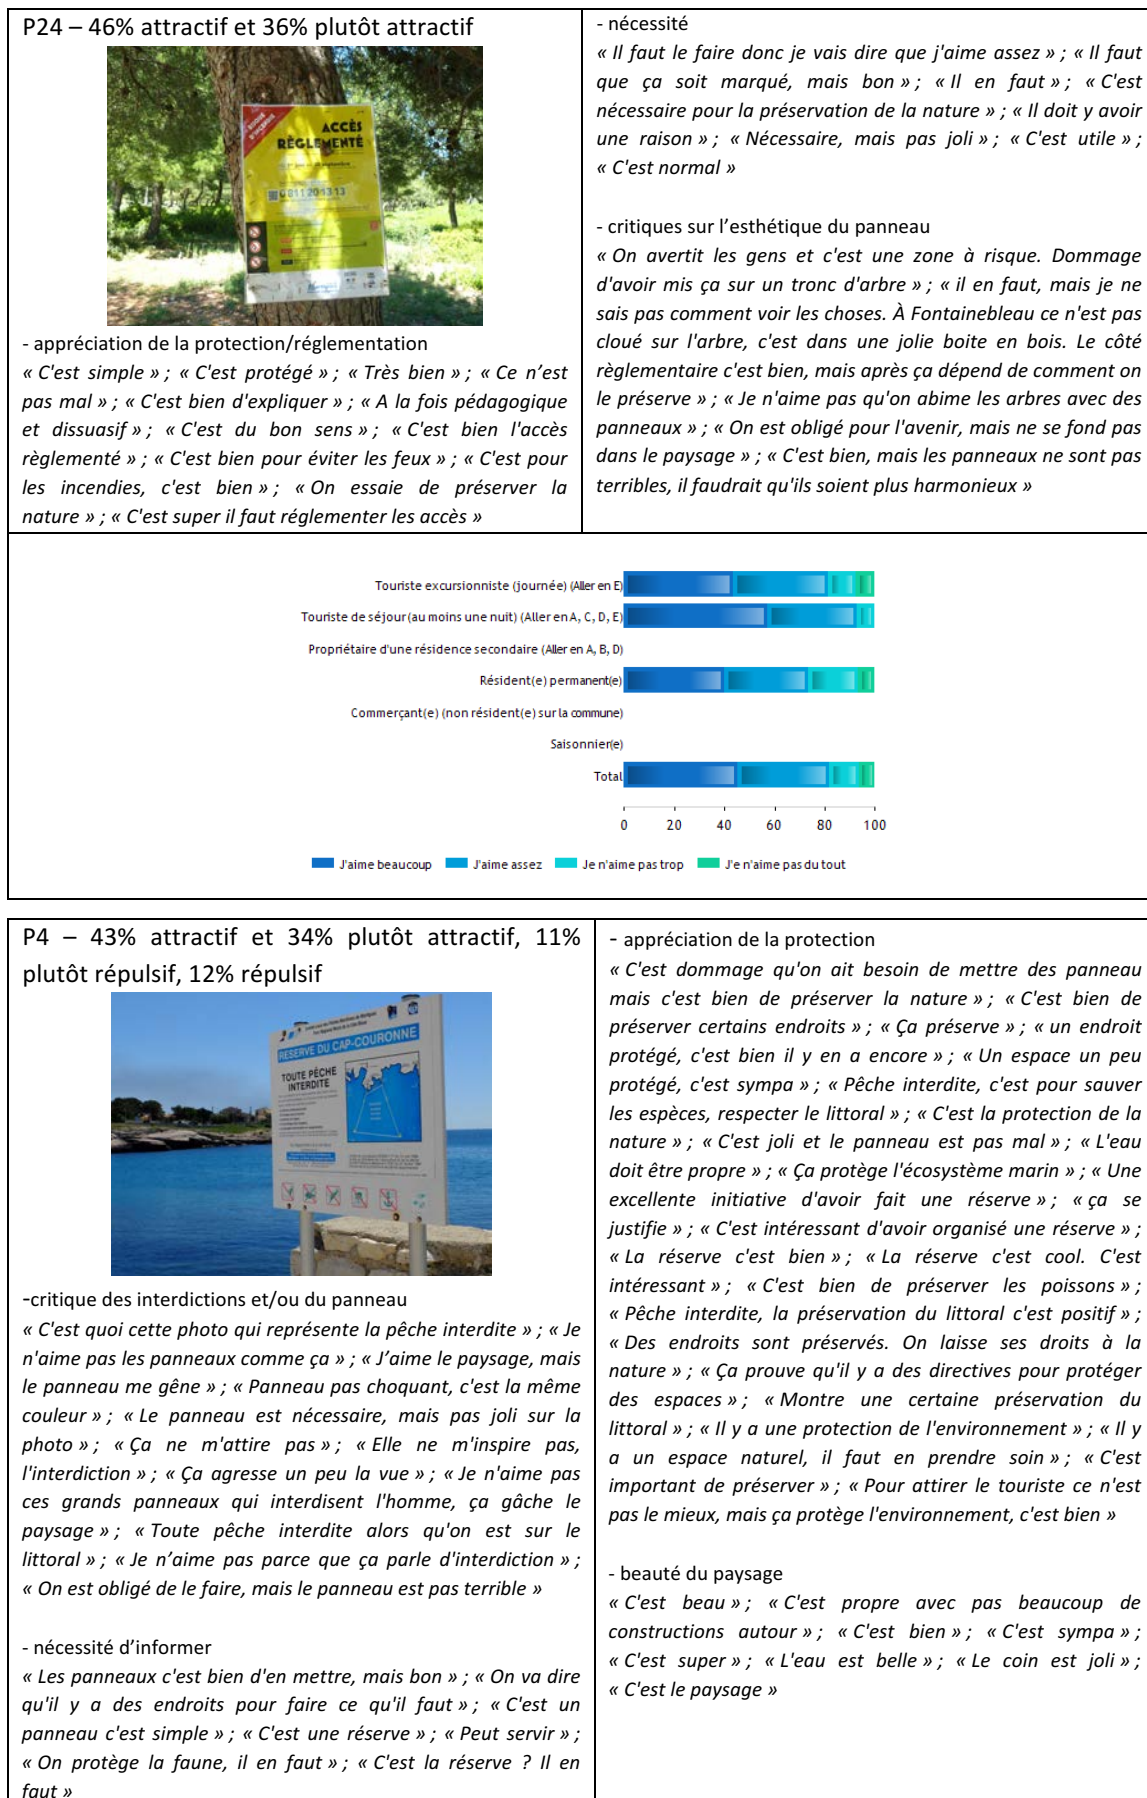 P24 – 46% attractif et 36% plutôt attractif
ACCÈS
RÈGLEMENTÉ
0 811 20 13 13
- appréciation de la protection/réglementation
« C'est simple » ; « C'est protégé » ; « Très bien » ; « Ce n’est
pas mal » ; « C'est bien d'expliquer » ; « A la fois pédagogique
et dissuasif » ; « C'est du bon sens » ; « C'est bien l'accès
règlementé » ; « C'est bien pour éviter les feux » ; « C'est pour
les incendies, c'est bien » ; « On essaie de préserver la
nature » ; « C'est super il faut réglementer les accès »
- nécessité
« Il faut le faire donc je vais dire que j'aime assez » ; « Il faut
que ça soit marqué, mais bon » ; « Il en faut » ; « C'est
nécessaire pour la préservation de la nature » ; « Il doit y avoir
une raison » ; « Nécessaire, mais pas joli » ; « C'est utile » ;
« C'est normal »
- critiques sur l’esthétique du panneau
« On avertit les gens et c'est une zone à risque. Dommage
d'avoir mis ça sur un tronc d'arbre » ; « il en faut, mais je ne
sais pas comment voir les choses. À Fontainebleau ce n'est pas
cloué sur l'arbre, c'est dans une jolie boite en bois. Le côté
règlementaire c'est bien, mais après ça dépend de comment on
le préserve » ; « Je n'aime pas qu'on abime les arbres avec des
panneaux » ; « On est obligé pour l'avenir, mais ne se fond pas
dans le paysage » ; « C'est bien, mais les panneaux ne sont pas
terribles, il faudrait qu'ils soient plus harmonieux »
Touriste excursionniste (journée) (Aller en E)
Touriste de séjour (au moins une nuit) (Aller en A, C, D, E)
Propriétaire d'une résidence secondaire (Aller en A, B, D)
Résident(e) permanent(e)
Commerçant(e) (non résident(e) sur la commune)
Saisonnier(e)
Total
0 20 40 60 80 100
J'aime beaucoup J'aime assez Je n'aime pas trop J'e n'aime pas du tout
P4 – 43% attractif et 34% plutôt attractif, 11%
plutôt répulsif, 12% répulsif
RESERVE DU CAP-COURONNE
TOUTE PÊCHE
INTERDITE
-critique des interdictions et/ou du panneau
« C'est quoi cette photo qui représente la pêche interdite » ; « Je
n'aime pas les panneaux comme ça » ; « J’aime le paysage, mais
le panneau me gêne » ; « Panneau pas choquant, c'est la même
couleur » ; « Le panneau est nécessaire, mais pas joli sur la
photo » ; « Ça ne m'attire pas » ; « Elle ne m'inspire pas,
l'interdiction » ; « Ça agresse un peu la vue » ; « Je n'aime pas
ces grands panneaux qui interdisent l'homme, ça gâche le
paysage » ; « Toute pêche interdite alors qu'on est sur le
littoral » ; « Je n’aime pas parce que ça parle d'interdiction » ;
« On est obligé de le faire, mais le panneau est pas terrible »
- nécessité d’informer
« Les panneaux c'est bien d'en mettre, mais bon » ; « On va dire
qu'il y a des endroits pour faire ce qu'il faut » ; « C'est un
panneau c'est simple » ; « C'est une réserve » ; « Peut servir » ;
« On protège la faune, il en faut » ; « C'est la réserve ? Il en
faut »
- appréciation de la protection
« C'est dommage qu'on ait besoin de mettre des panneau
mais c'est bien de préserver la nature » ; « C'est bien de
préserver certains endroits » ; « Ça préserve » ; « un endroit
protégé, c'est bien il y en a encore » ; « Un espace un peu
protégé, c'est sympa » ; « Pêche interdite, c'est pour sauver
les espèces, respecter le littoral » ; « C'est la protection de la
nature » ; « C'est joli et le panneau est pas mal » ; « L'eau
doit être propre » ; « Ça protège l'écosystème marin » ; « Une
excellente initiative d'avoir fait une réserve » ; « ça se
justifie » ; « C'est intéressant d'avoir organisé une réserve » ;
« La réserve c'est bien » ; « La réserve c'est cool. C'est
intéressant » ; « C'est bien de préserver les poissons » ;
« Pêche interdite, la préservation du littoral c'est positif » ;
« Des endroits sont préservés. On laisse ses droits à la
nature » ; « Ça prouve qu'il y a des directives pour protéger
des espaces » ; « Montre une certaine préservation du
littoral » ; « Il y a une protection de l'environnement » ; « Il y
a un espace naturel, il faut en prendre soin » ; « C'est
important de préserver » ; « Pour attirer le touriste ce n'est
pas le mieux, mais ça protège l'environnement, c'est bien »
- beauté du paysage
« C'est beau » ; « C'est propre avec pas beaucoup de
constructions autour » ; « C'est bien » ; « C'est sympa » ;
« C'est super » ; « L'eau est belle » ; « Le coin est joli » ;
« C'est le paysage »